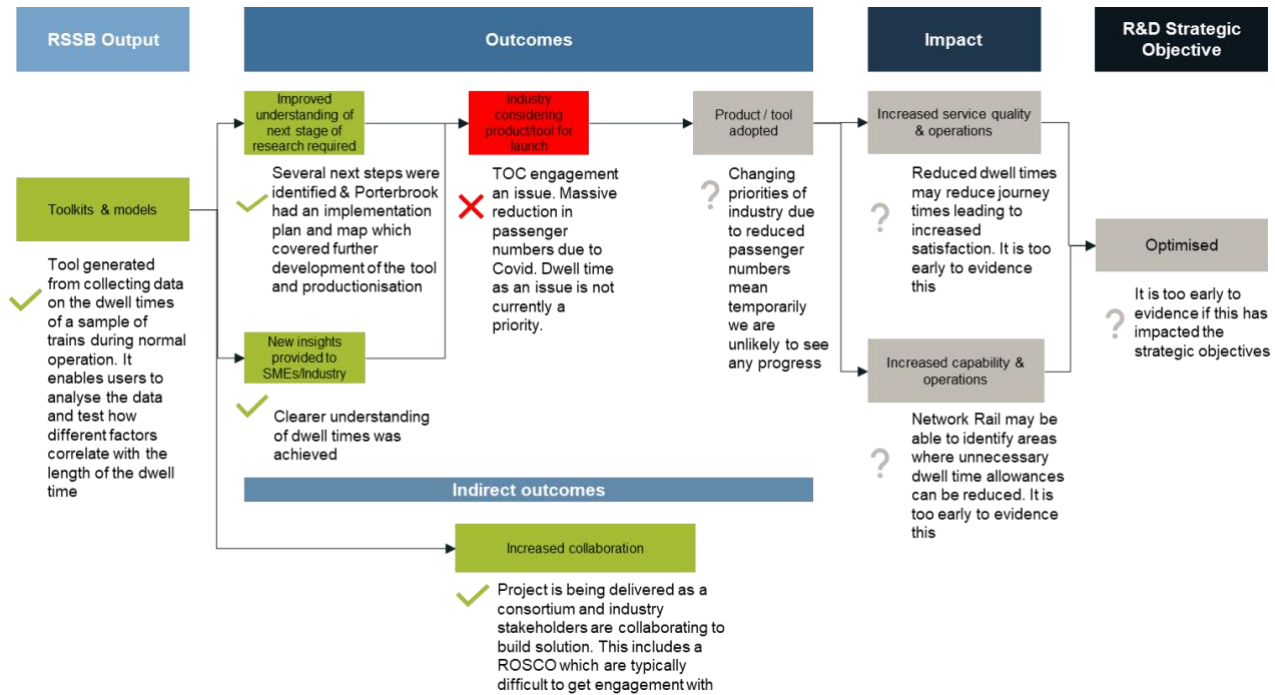 RSSB Output
Outcomes
Impact
R&D Strategic
Objective
Toolkits & models
Tool generated
from collecting data
on the dwell times
of a sample of
trains during normal
operation. It
enables users to
analyse the data
and test how
different factors
correlate with the
length of the dwell
time
Improved
understanding of
next stage of
research required
Several next steps were
identified & Porterbrook
had an implementation
plan and map which
covered further
development of the tool
and productionisation
New insights
provided to
SMEs/Industry
Clearer understanding
of dwell times was
achieved
Industry
considering
product/tool for
launch
TOC engagement
an issue. Massive
reduction in
passenger
numbers due to
Covid. Dwell time
as an issue is not
currently a
priority.
Product / tool
adopted
?
Changing
priorities of
industry due
to reduced
passenger
numbers
mean
temporarily
we are
unlikely to see
any progress
Indirect outcomes
Increased collaboration
Project is being delivered as a
consortium and industry
stakeholders are collaborating to
build solution. This includes a
ROSCO which are typically
difficult to get engagement with
Increased service quality
& operations
?
Reduced dwell times
may reduce journey
times leading to
increased
satisfaction. It is too
early to evidence
this
Increased capability &
operations
?
Network Rail may be
able to identify areas
where unnecessary
dwell time allowances
can be reduced. It is
too early to evidence
this
Optimised
?
It is too early to
evidence if this has
impacted the
strategic objectives